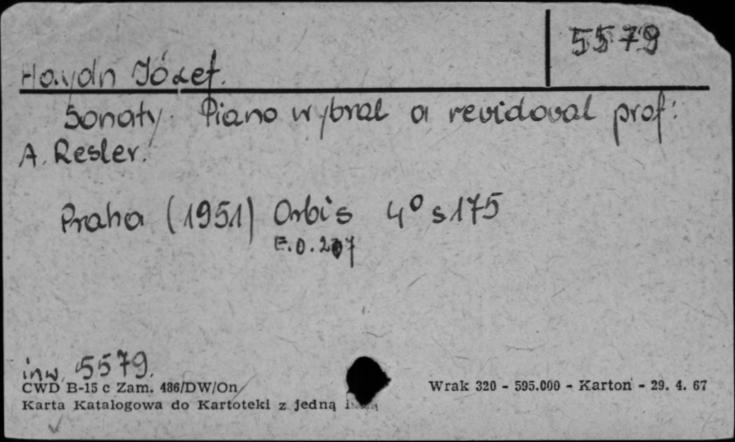 5579
Haydn Józef.
Sonaty. Piano wybral a revidoval prof:
A. Resler.
Praha (1951) Orbis 4° s 175
E.O.207
inw. 5579.
CWD B-15 c Zam. 486/DW/On
Wrak 320 - 595.000 - Karton - 29. 4. 67
Karta Katalogowa do Kartoteki z jedną